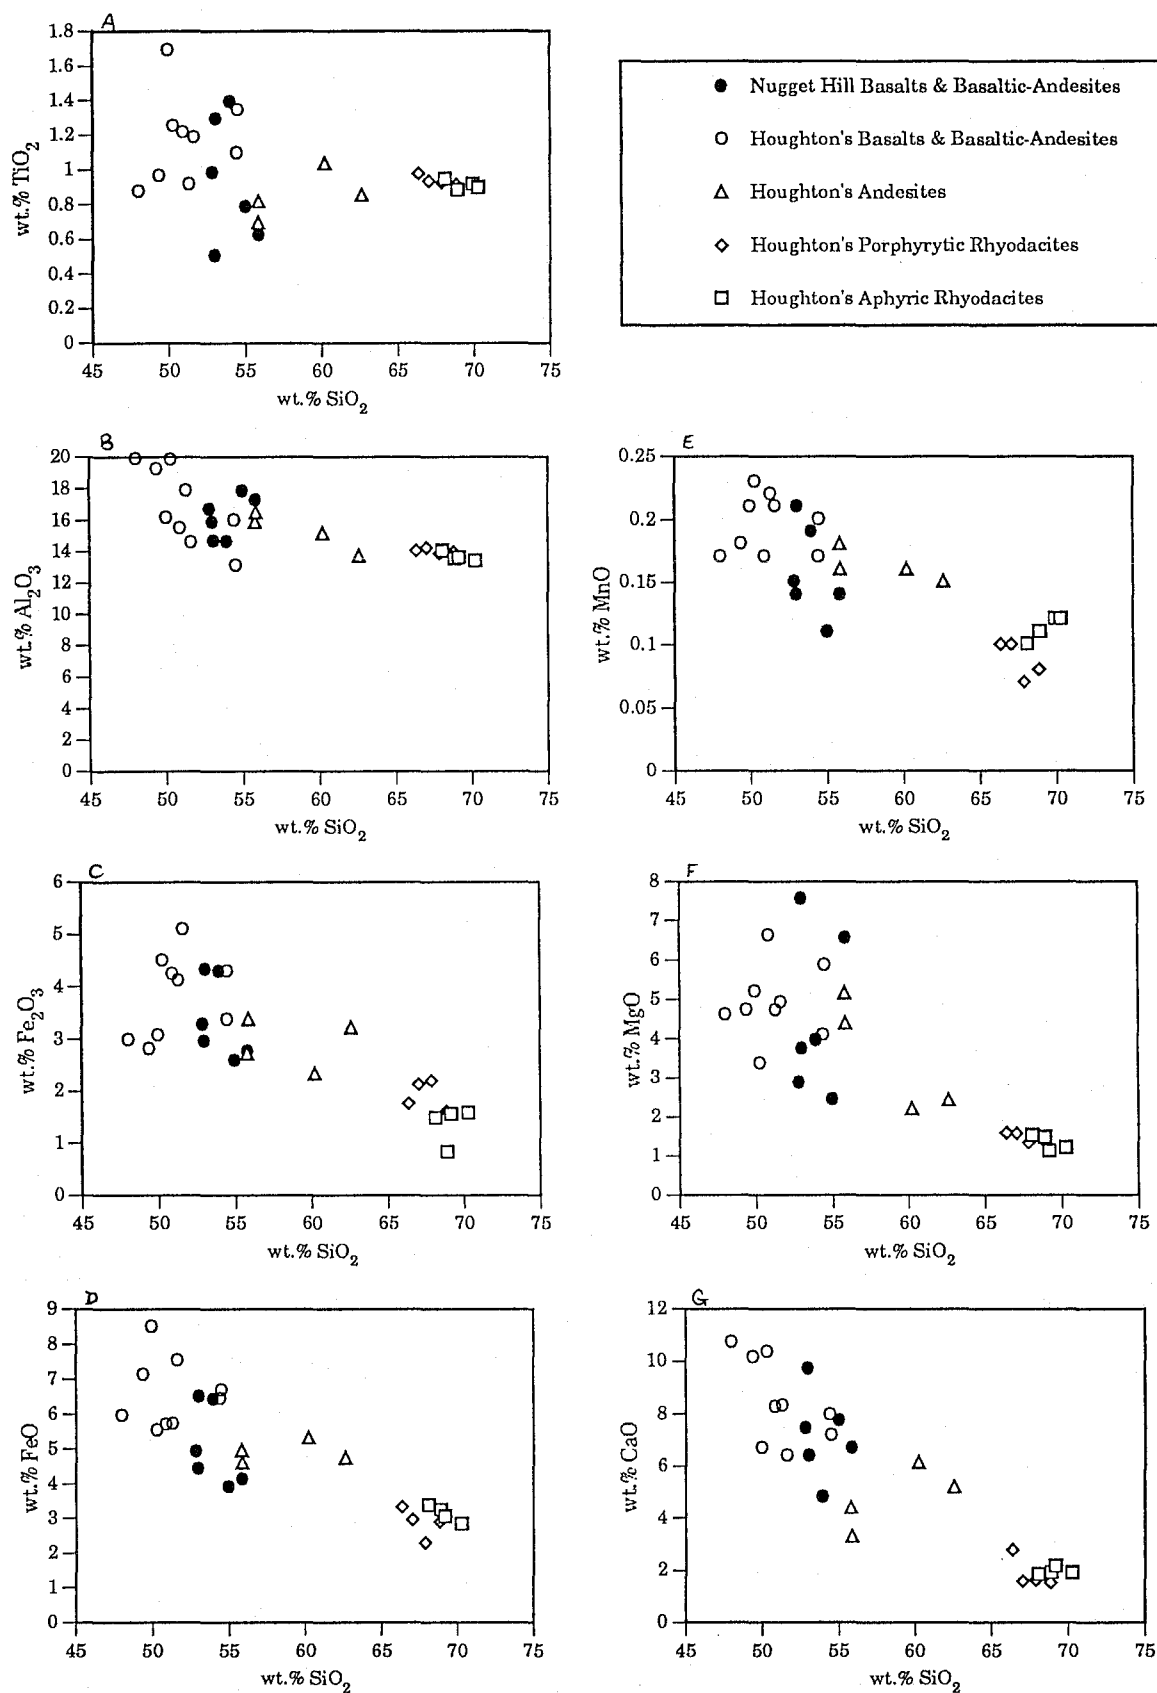 A
1.8
1.6
1.4
1.2
1
0.8
0.6
0.4
0.2
0
45 50 55 60 65 70 75
wt.% SiO2
wt.% TiO2
Nugget Hill Basalts & Basaltic-Andesites
Houghton's Basalts & Basaltic-Andesites
Houghton's Andesites
Houghton's Porphyrytic Rhyodacites
Houghton's Aphyric Rhyodacites
B
20
18
16
14
12
10
8
6
4
2
0
45 50 55 60 65 70 75
wt.% SiO2
wt.% Al2O3
E
0.25
0.2
0.15
0.1
0.05
0
45 50 55 60 65 70 75
wt.% SiO2
wt.% MnO
C
6
5
4
3
2
1
0
45 50 55 60 65 70 75
wt.% SiO2
wt.% Fe2O3
F
8
7
6
5
4
3
2
1
0
45 50 55 60 65 70 75
wt.% SiO2
wt.% MgO
D
9
8
7
6
5
4
3
2
1
0
45 50 55 60 65 70 75
wt.% SiO2
wt.% FeO
G
12
10
8
6
4
2
0
45 50 55 60 65 70 75
wt.% SiO2
wt.% CaO